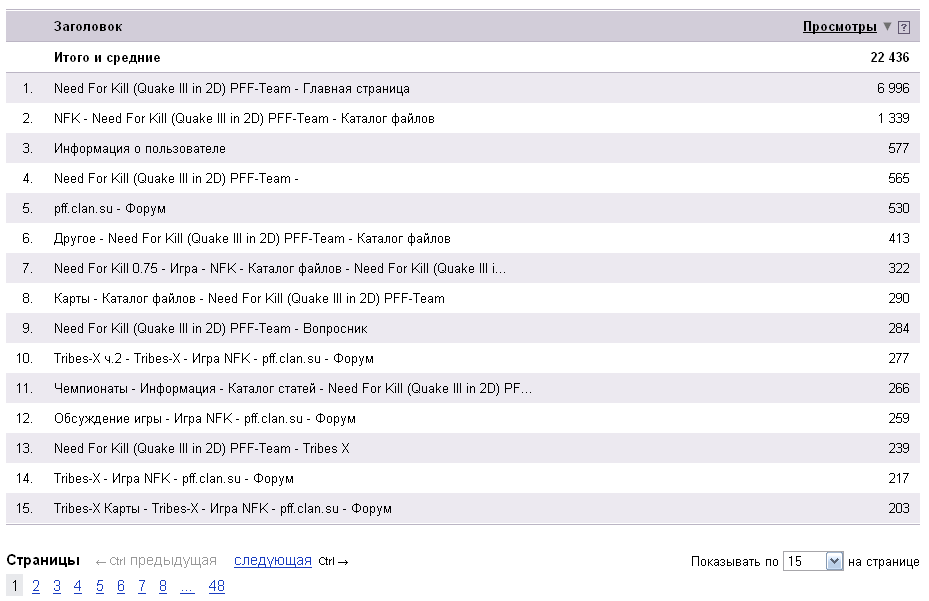 Заголовок Просмотры ▼ ?
Итого и средние 22 436
1. Need For Kill (Quake III in 2D) PFF-Team - Главная страница 6 996
2. NFK - Need For Kill (Quake III in 2D) PFF-Team - Каталог файлов 1 339
3. Информация о пользователе 577
4. Need For Kill (Quake III in 2D) PFF-Team - 565
5. pff.clan.su - Форум 530
6. Другое - Need For Kill (Quake III in 2D) PFF-Team - Каталог файлов 413
7. Need For Kill 0.75 - Игра - NFK - Каталог файлов - Need For Kill (Quake III i... 322
8. Карты - Каталог файлов - Need For Kill (Quake III in 2D) PFF-Team 290
9. Need For Kill (Quake III in 2D) PFF-Team - Вопросник 284
10. Tribes-X ч.2 - Tribes-X - Игра NFK - pff.clan.su - Форум 277
11. Чемпионаты - Информация - Каталог статей - Need For Kill (Quake III in 2D) PF... 266
12. Обсуждение игры - Игра NFK - pff.clan.su - Форум 259
13. Need For Kill (Quake III in 2D) PFF-Team - Tribes X 239
14. Tribes-X - Игра NFK - pff.clan.su - Форум 217
15. Tribes-X Карты - Tribes-X - Игра NFK - pff.clan.su - Форум 203
Страницы ← Ctrl предыдущая следующая Ctrl → Показывать по 15 на странице
1 2 3 4 5 6 7 8 ... 48